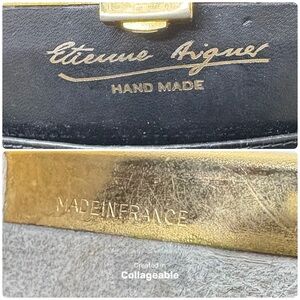 Etienne Aigner
HAND MADE
MADE IN FRANCE
Created in
Collageable